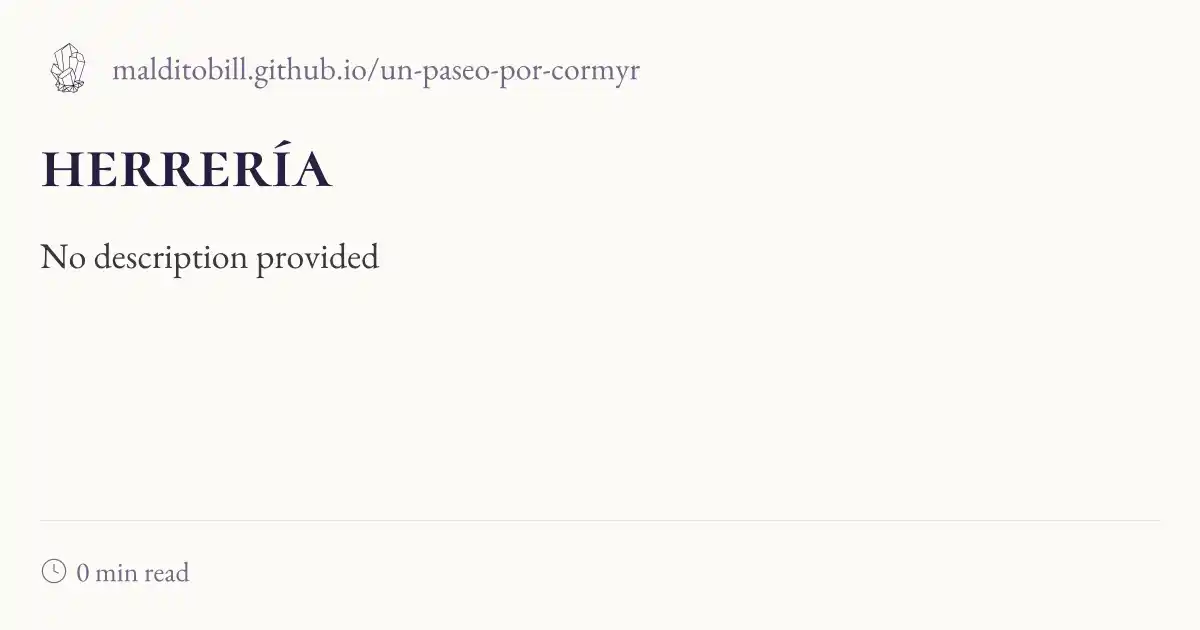 malditobill.github.io/un-paseo-por-cormyr
HERRERÍA
No description provided
0 min read